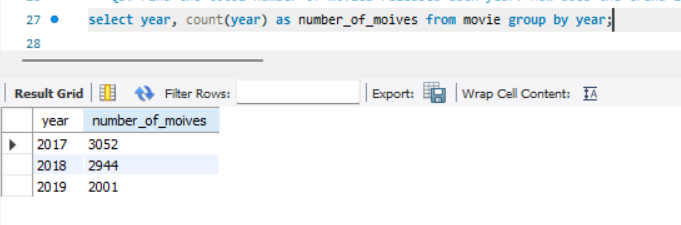 27 select year, count(year) as number_of_moives from movie group by year;
28
Result Grid Filter Rows: Export: Wrap Cell Content: IA
year number_of_moives
2017 3052
2018 2944
2019 2001